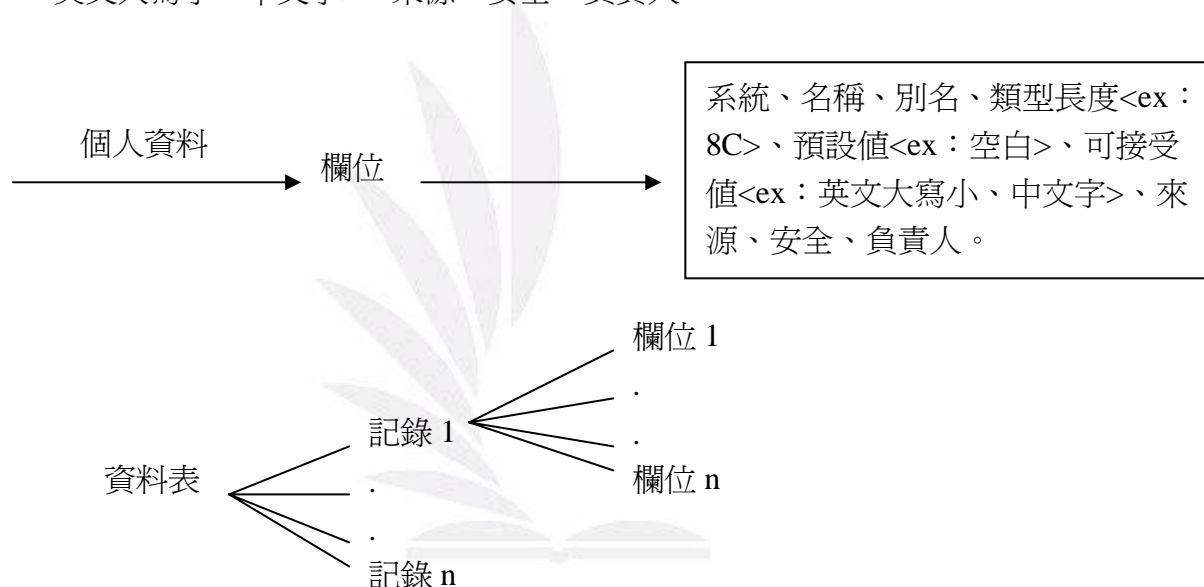 系統、名稱、別名、類型長度<ex：
8C>、預設值<ex：空白>、可接受
值<ex：英文大寫小、中文字>、來
源、安全、負責人。
個人資料
欄位
欄位 1
.
.
欄位 n
記錄 1
.
.
記錄 n
資料表